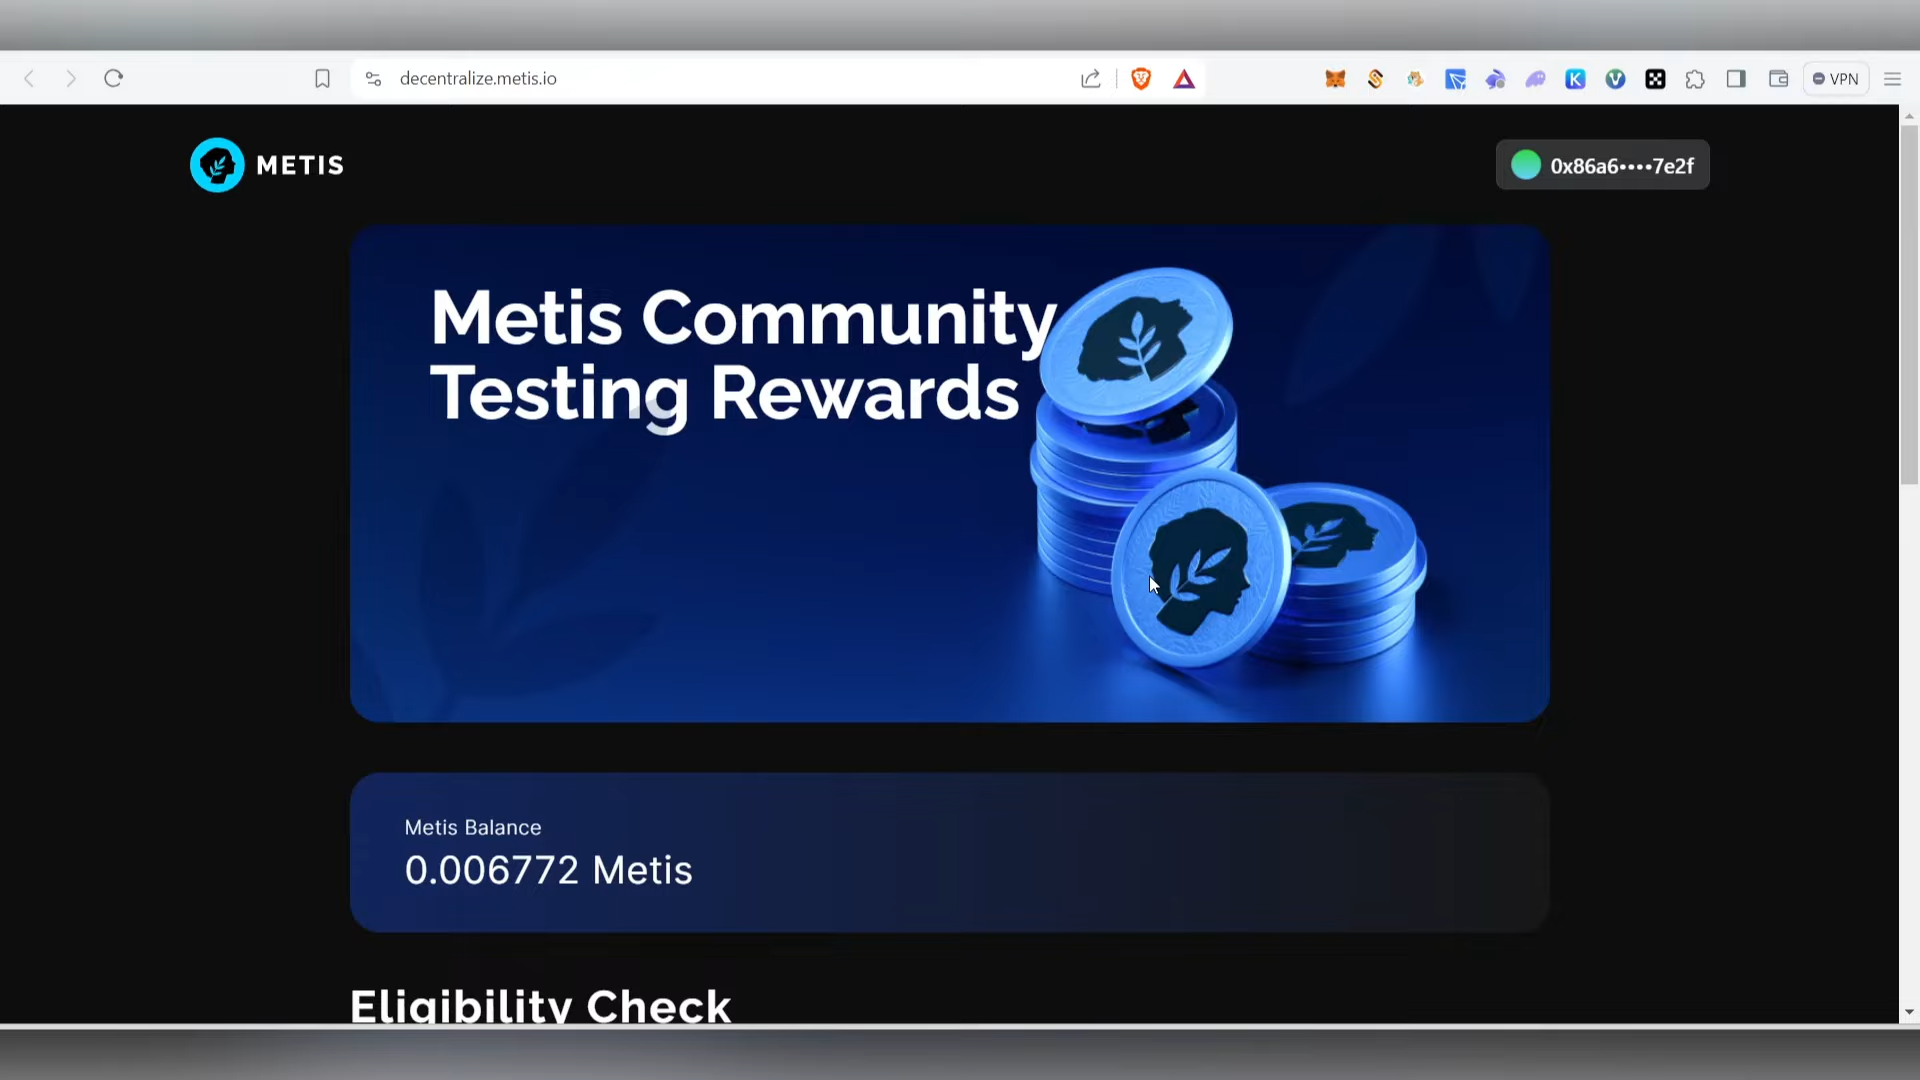 decentralize.metis.io
VPN
METIS
0x86a6••••7e2f
Metis Community
Testing Rewards
Metis Balance
0.006772 Metis
Eligibility Check